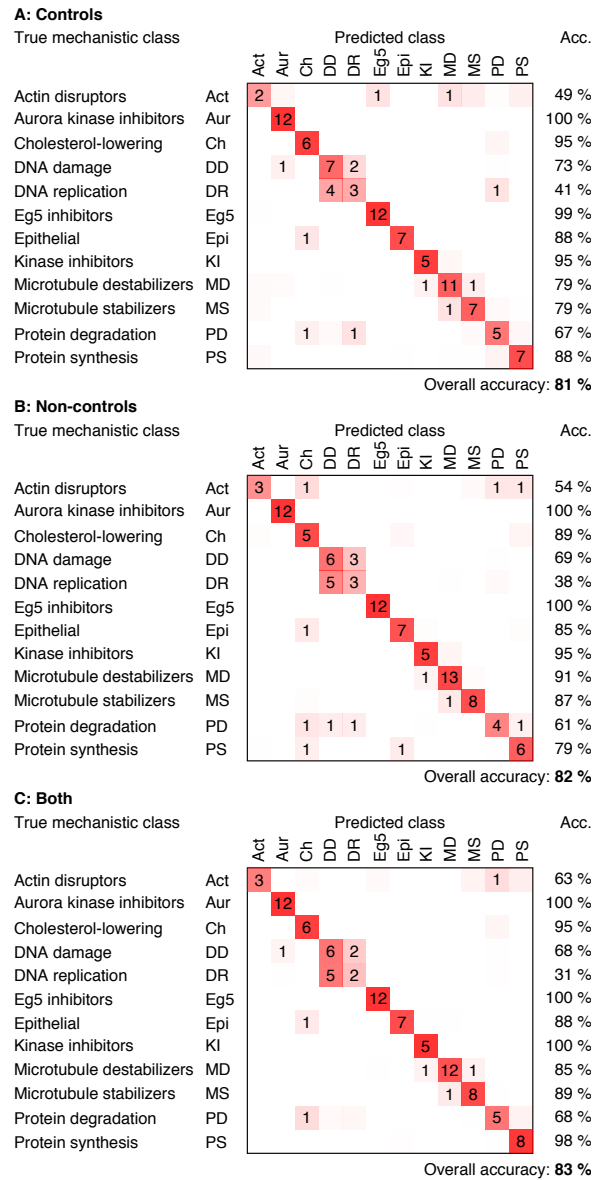 A: Controls
True mechanistic class Predicted class Acc.
Act Aur Ch DD DR Eg5 Epi KI MD MS PD PS
Actin disruptors Act 2 1 1 49 %
Aurora kinase inhibitors Aur 12 100 %
Cholesterol-lowering Ch 6 95 %
DNA damage DD 1 7 2 73 %
DNA replication DR 4 3 1 41 %
Eg5 inhibitors Eg5 12 99 %
Epithelial Epi 1 7 88 %
Kinase inhibitors KI 5 95 %
Microtubule destabilizers MD 1 11 1 79 %
Microtubule stabilizers MS 1 7 79 %
Protein degradation PD 1 1 5 67 %
Protein synthesis PS 7 88 %
Overall accuracy: 81 %
B: Non-controls
True mechanistic class Predicted class Acc.
Act Aur Ch DD DR Eg5 Epi KI MD MS PD PS
Actin disruptors Act 3 1 1 1 54 %
Aurora kinase inhibitors Aur 12 100 %
Cholesterol-lowering Ch 5 89 %
DNA damage DD 6 3 69 %
DNA replication DR 5 3 38 %
Eg5 inhibitors Eg5 12 100 %
Epithelial Epi 1 7 85 %
Kinase inhibitors KI 5 95 %
Microtubule destabilizers MD 1 13 91 %
Microtubule stabilizers MS 1 8 87 %
Protein degradation PD 1 1 1 4 1 61 %
Protein synthesis PS 1 1 6 79 %
Overall accuracy: 82 %
C: Both
True mechanistic class Predicted class Acc.
Act Aur Ch DD DR Eg5 Epi KI MD MS PD PS
Actin disruptors Act 3 1 63 %
Aurora kinase inhibitors Aur 12 100 %
Cholesterol-lowering Ch 6 95 %
DNA damage DD 1 6 2 68 %
DNA replication DR 5 2 31 %
Eg5 inhibitors Eg5 12 100 %
Epithelial Epi 1 7 88 %
Kinase inhibitors KI 5 100 %
Microtubule destabilizers MD 1 12 1 85 %
Microtubule stabilizers MS 1 8 89 %
Protein degradation PD 1 5 68 %
Protein synthesis PS 8 98 %
Overall accuracy: 83 %